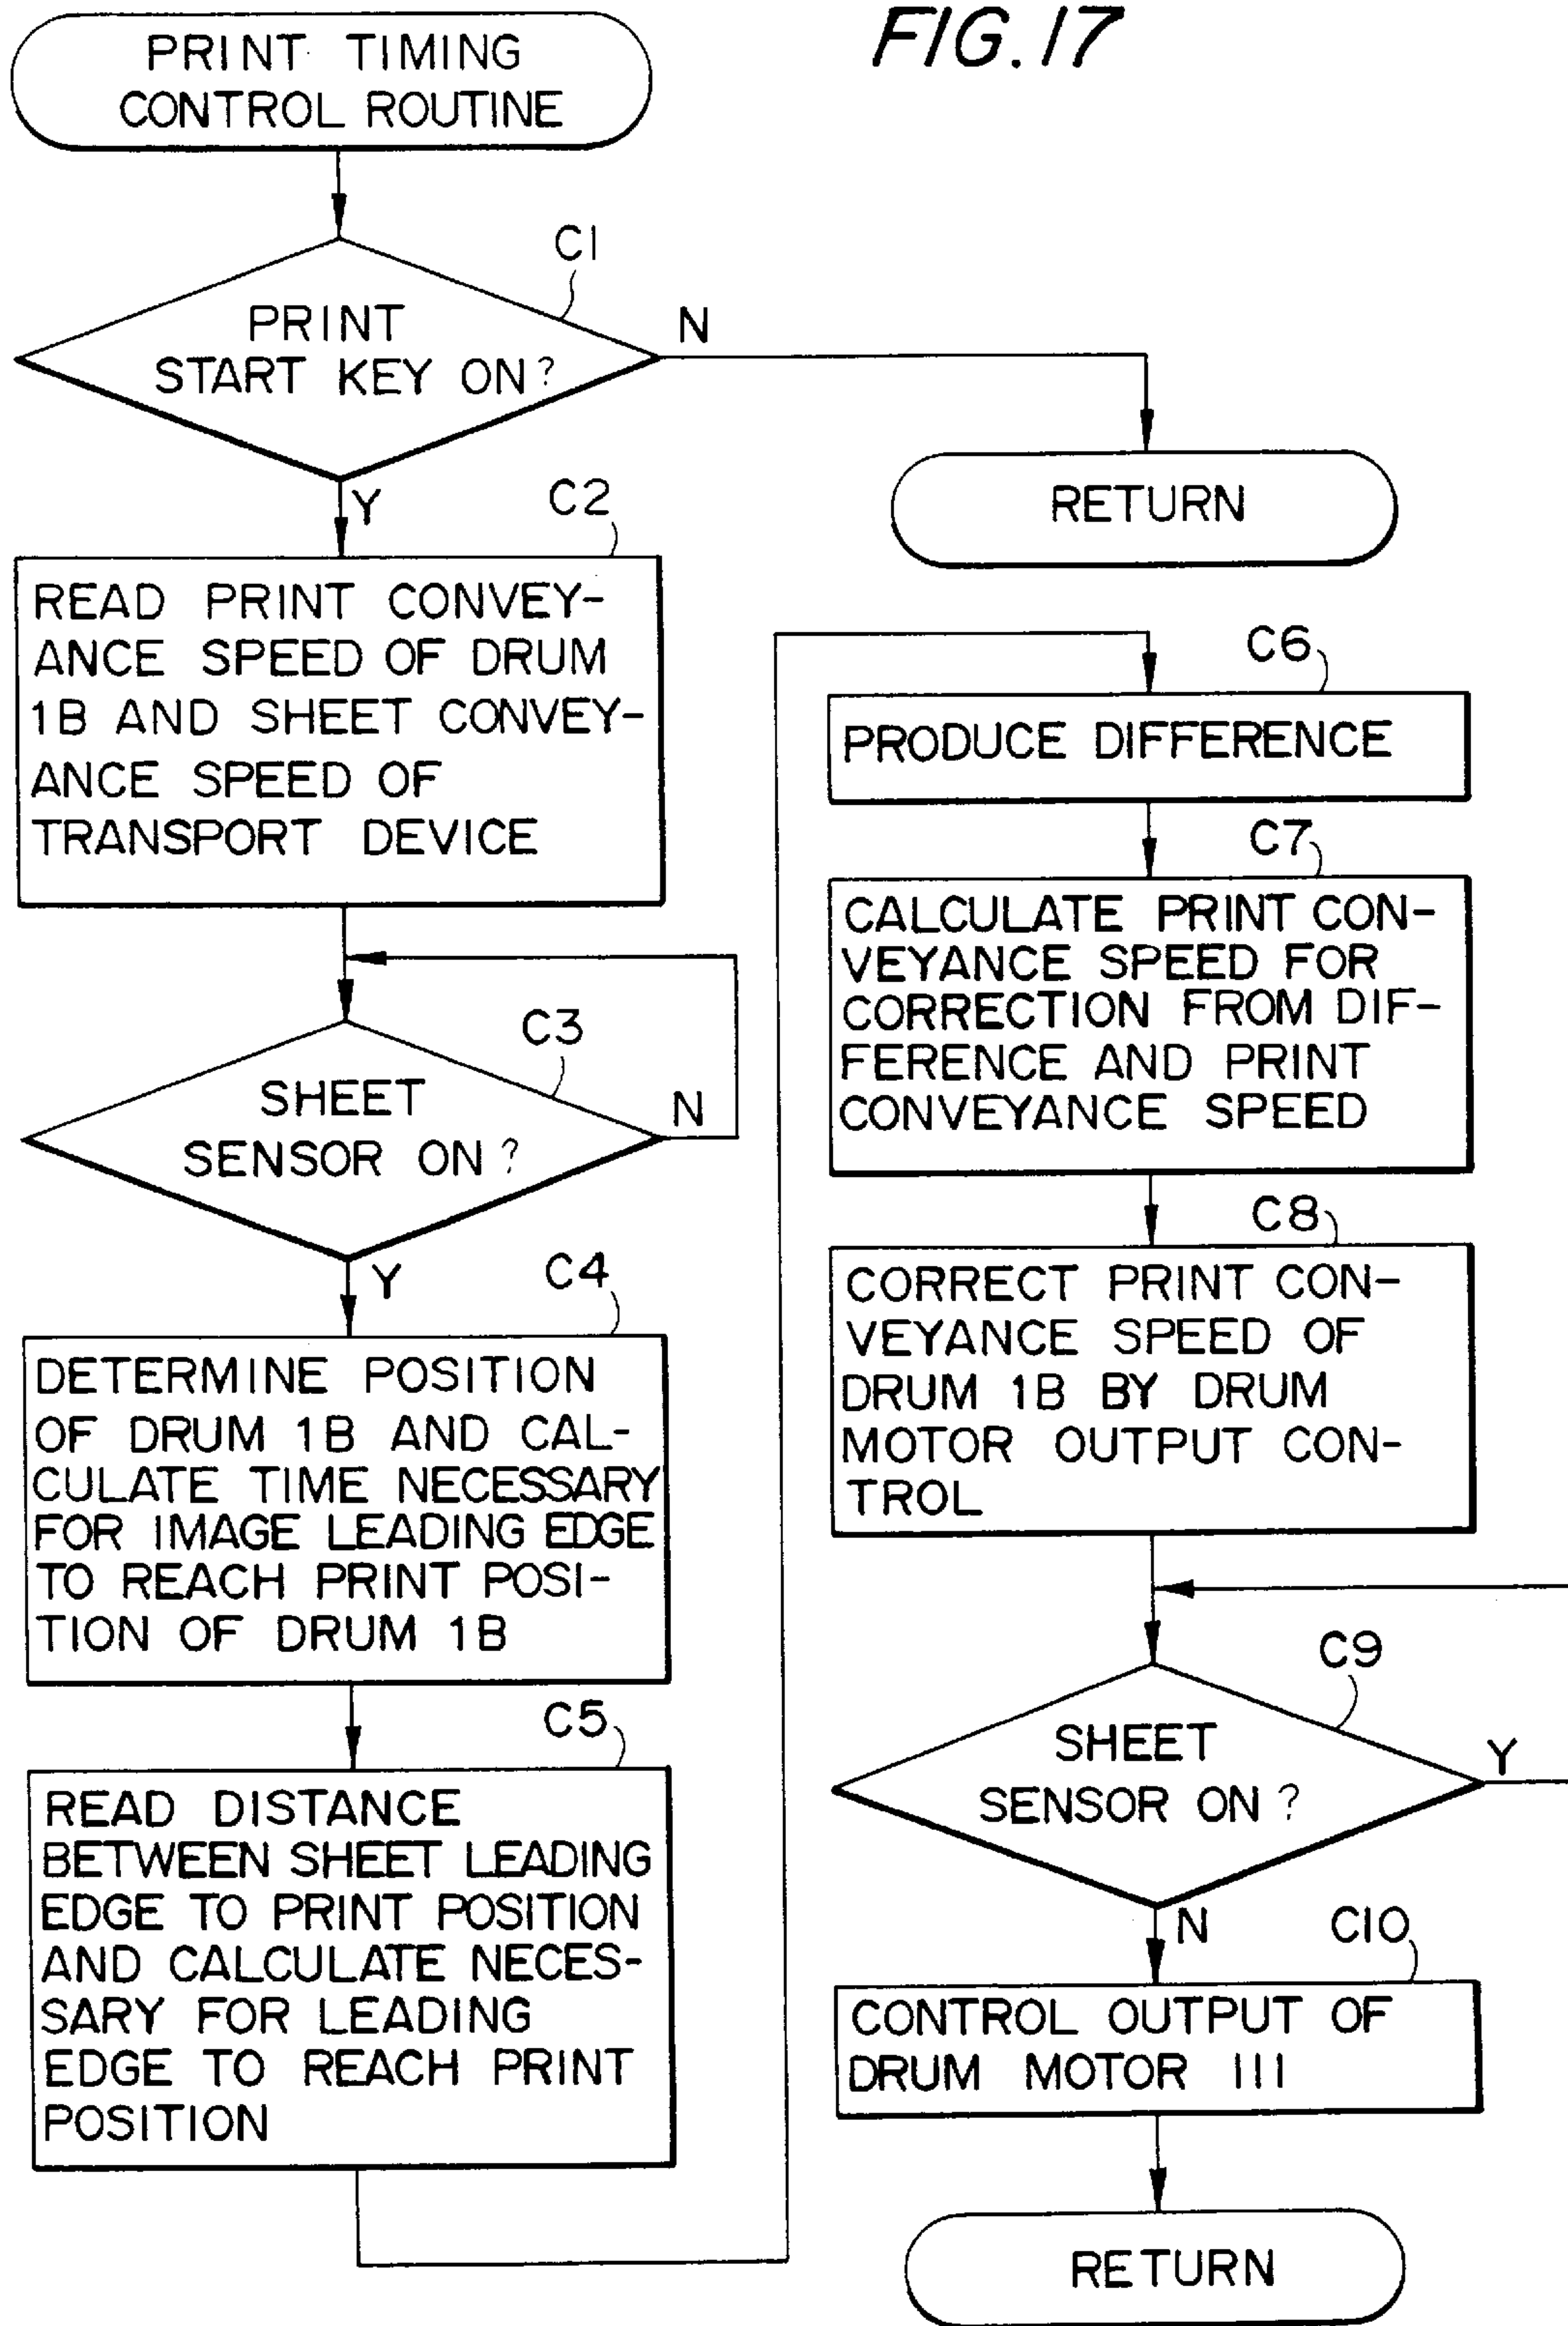 FIG. 17
PRINT TIMING
CONTROL ROUTINE
C1
PRINT
START KEY ON?
N
Y
RETURN
C2
READ PRINT CONVEY-
ANCE SPEED OF DRUM
1B AND SHEET CONVEY-
ANCE SPEED OF
TRANSPORT DEVICE
C3
SHEET
SENSOR ON?
N
Y
C4
DETERMINE POSITION
OF DRUM 1B AND CAL-
CULATE TIME NECESSARY
FOR IMAGE LEADING EDGE
TO REACH PRINT POSI-
TION OF DRUM 1B
C5
READ DISTANCE
BETWEEN SHEET LEADING
EDGE TO PRINT POSITION
AND CALCULATE NECES-
SARY FOR LEADING
EDGE TO REACH PRINT
POSITION
C6
PRODUCE DIFFERENCE
C7
CALCULATE PRINT CON-
VEYANCE SPEED FOR
CORRECTION FROM DIF-
FERENCE AND PRINT
CONVEYANCE SPEED
C8
CORRECT PRINT CON-
VEYANCE SPEED OF
DRUM 1B BY DRUM
MOTOR OUTPUT CON-
TROL
C9
SHEET
SENSOR ON?
Y
N
C10
CONTROL OUTPUT OF
DRUM MOTOR 111
RETURN